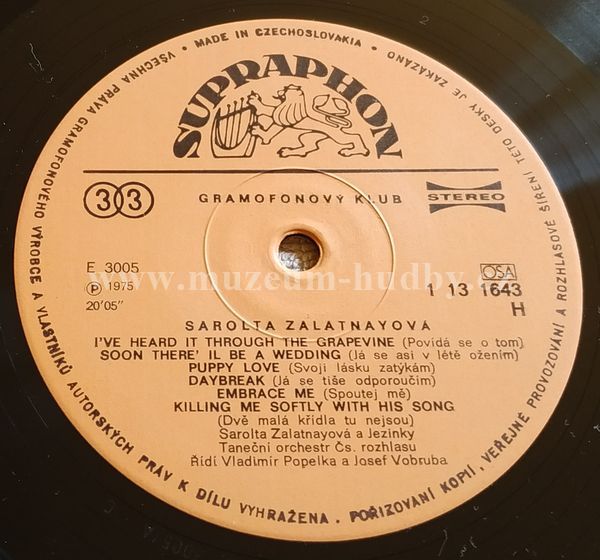 VŠECHNA PRÁVA GRAMOFONOVÉHO VÝROBCE A VLASTNÍKŮ AUTORSKÝCH PRÁV K DÍLU VYHRAŽENA · POŘIZOVÁNÍ KOPIÍ, VEŘEJNÉ PROVOZOVÁNÍ A ROZHLASOVÉ ŠÍŘENÍ TÉTO DESKY JE ZAKÁZÁNO
· MADE IN CZECHOSLOVAKIA ·
SUPRAPHON
33
GRAMOFONOVÝ KLUB
STEREO
E 3005
Ⓟ 1975
20'05"
OSA
1 13 1643
H
www.muzeum-hudby.
SAROLTA ZALATNAYOVÁ
I'VE HEARD IT THROUGH THE GRAPEVINE (Povídá se o tom)
SOON THERE' IL BE A WEDDING (Já se asi v létě ožením)
PUPPY LOVE (Svoji lásku zatýkám)
DAYBREAK (Já se tiše odporoučím)
EMBRACE ME (Spoutej mě)
KILLING ME SOFTLY WITH HIS SONG
(Dvě malá křídla tu nejsou)
Sarolta Zalatnayová a Jezinky
Taneční orchestr Čs. rozhlasu
Řídí Vladimír Popelka a Josef Vobruba